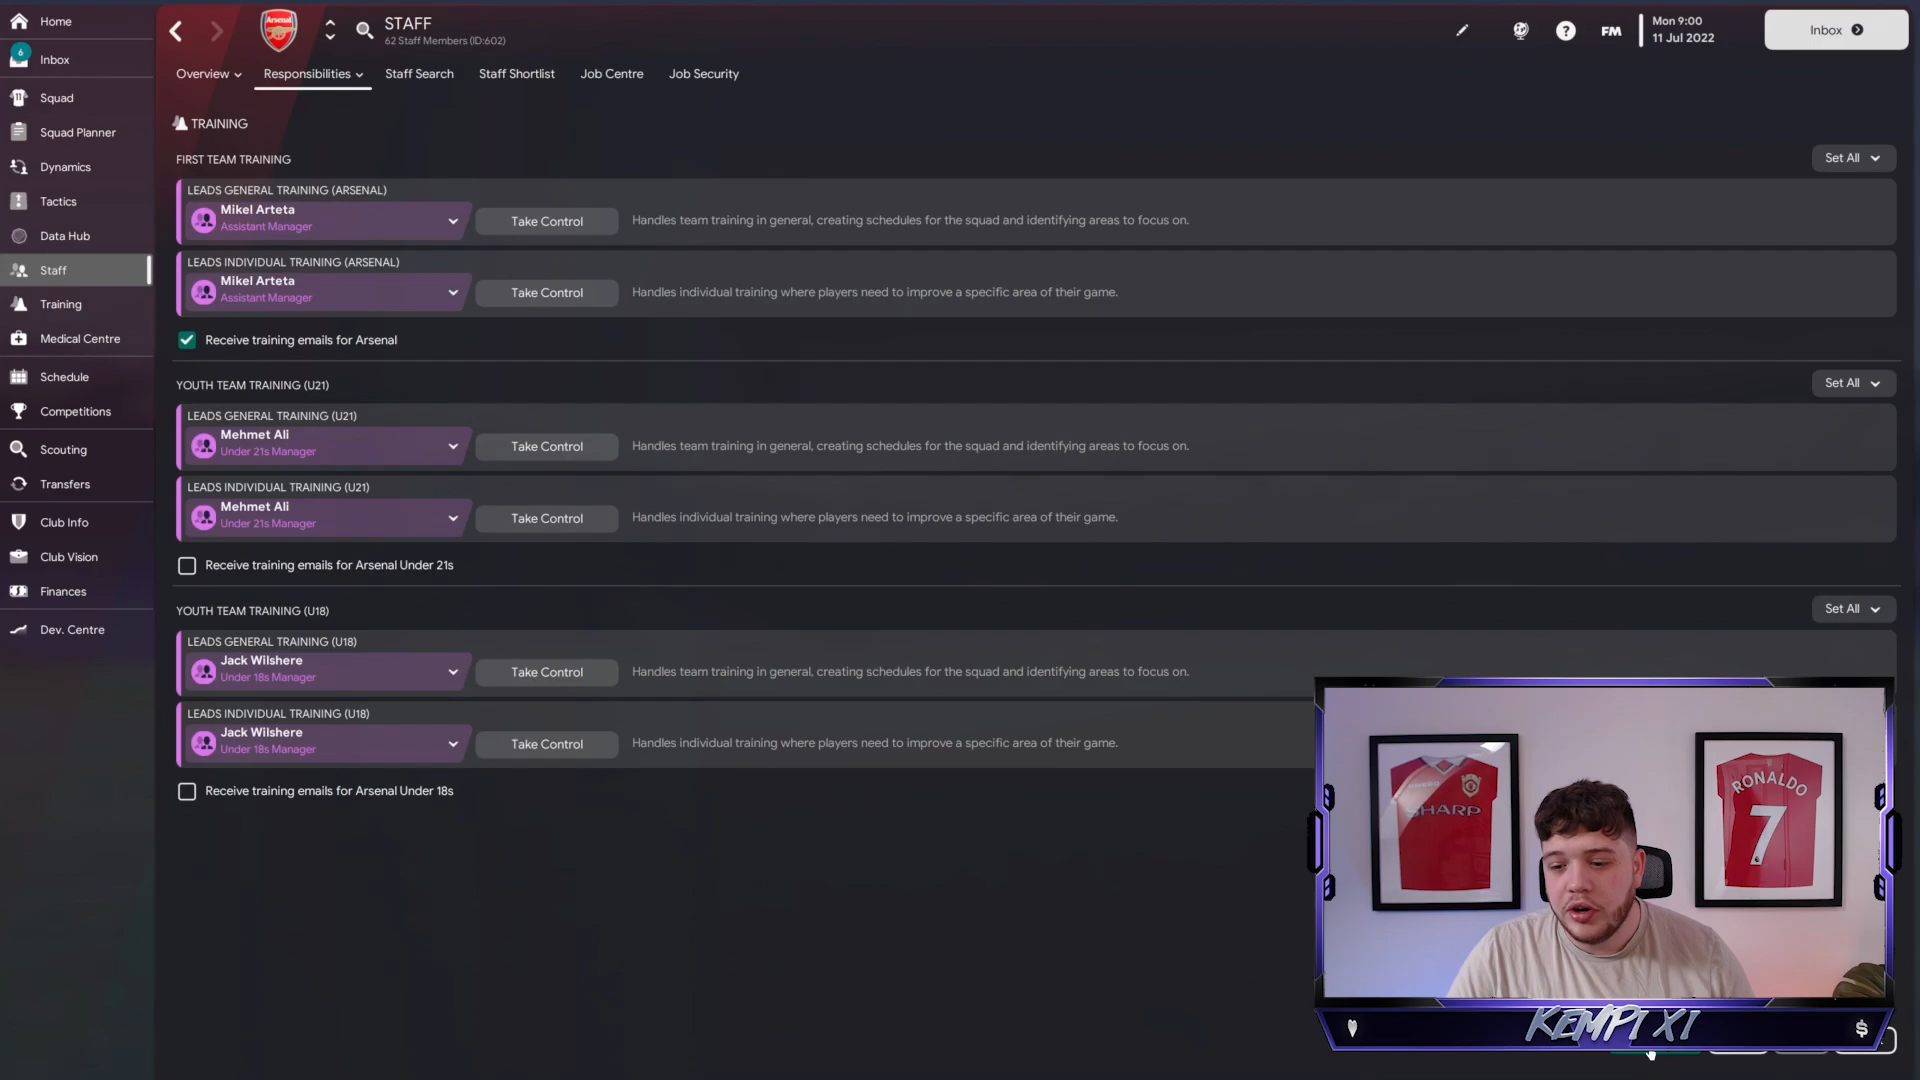 Home
6
Inbox
Squad
Squad Planner
Dynamics
Tactics
Data Hub
Staff
Training
Medical Centre
Schedule
Competitions
Scouting
Transfers
Club Info
Club Vision
Finances
Dev. Centre
Arsenal
STAFF
62 Staff Members (ID:602)
FM
Mon 9:00
11 Jul 2022
Inbox
Overview
Responsibilities
Staff Search
Staff Shortlist
Job Centre
Job Security
TRAINING
FIRST TEAM TRAINING
Set All
LEADS GENERAL TRAINING (ARSENAL)
Mikel Arteta
Assistant Manager
Take Control
Handles team training in general, creating schedules for the squad and identifying areas to focus on.
LEADS INDIVIDUAL TRAINING (ARSENAL)
Mikel Arteta
Assistant Manager
Take Control
Handles individual training where players need to improve a specific area of their game.
Receive training emails for Arsenal
YOUTH TEAM TRAINING (U21)
Set All
LEADS GENERAL TRAINING (U21)
Mehmet Ali
Under 21s Manager
Take Control
Handles team training in general, creating schedules for the squad and identifying areas to focus on.
LEADS INDIVIDUAL TRAINING (U21)
Mehmet Ali
Under 21s Manager
Take Control
Handles individual training where players need to improve a specific area of their game.
Receive training emails for Arsenal Under 21s
YOUTH TEAM TRAINING (U18)
Set All
LEADS GENERAL TRAINING (U18)
Jack Wilshere
Under 18s Manager
Take Control
Handles team training in general, creating schedules for the squad and identifying areas to focus on.
LEADS INDIVIDUAL TRAINING (U18)
Jack Wilshere
Under 18s Manager
Take Control
Handles individual training where players need to improve a specific area of their game.
Receive training emails for Arsenal Under 18s
SHARP
RONALDO
7
KEMPI XI
$